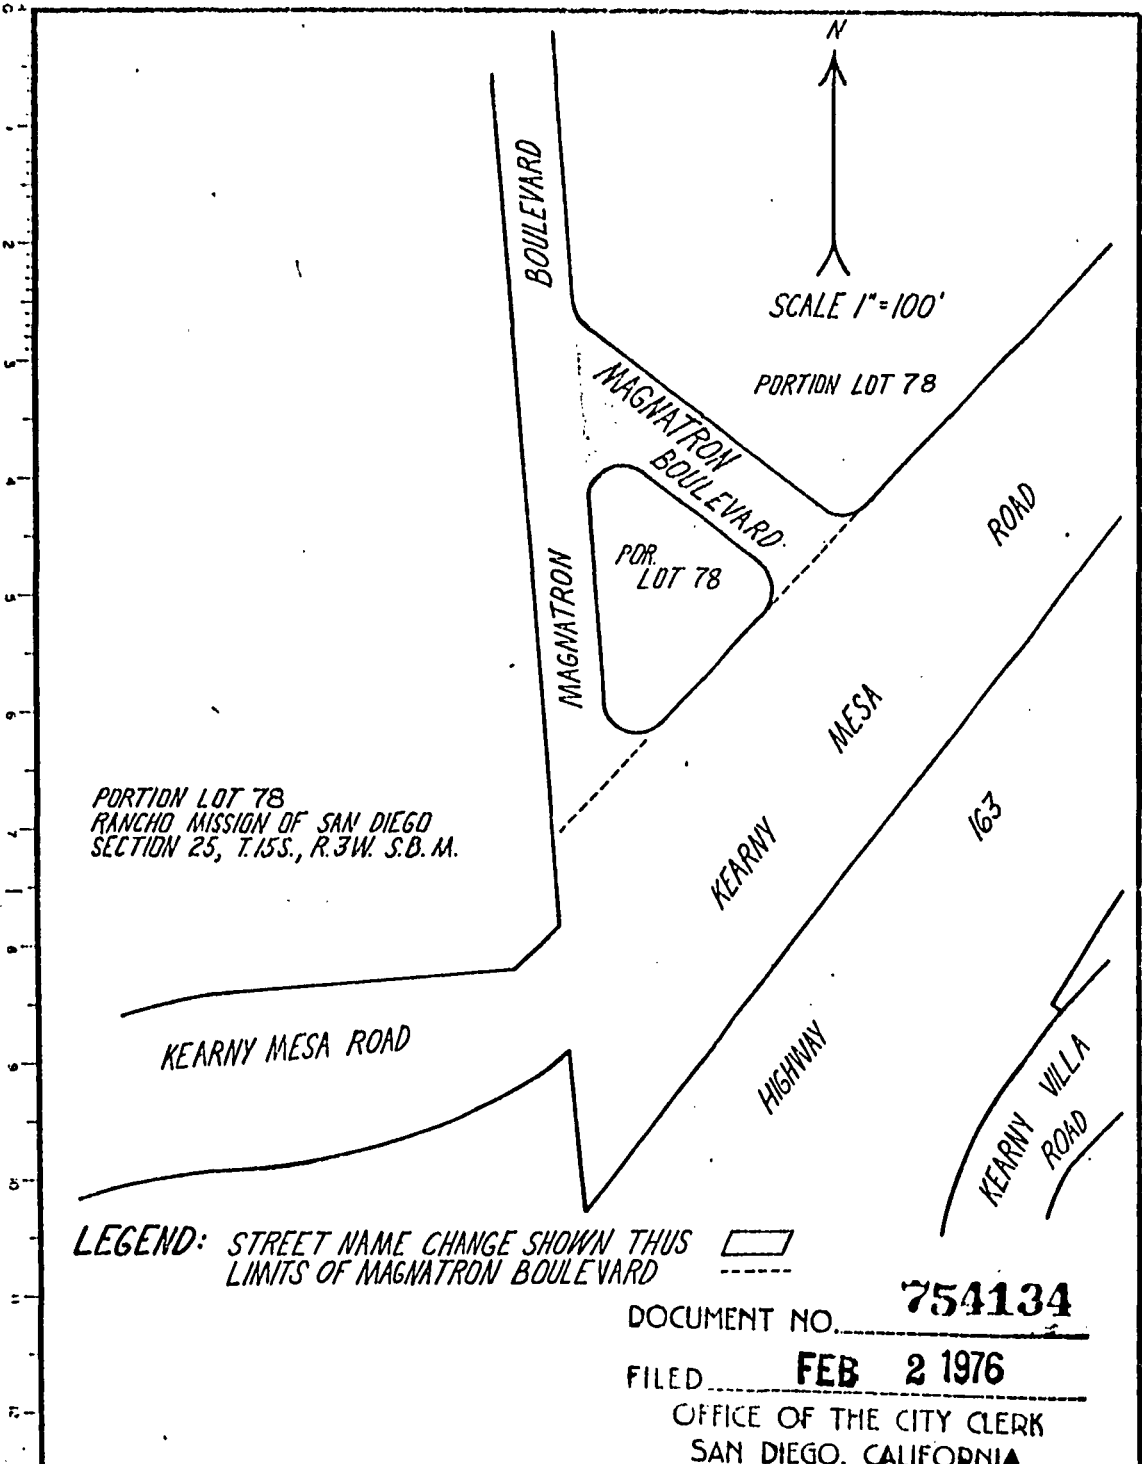 N
BOULEVARD
SCALE 1"=100'
PORTION LOT 78
MAGNATRON
BOULEVARD
ROAD
POR.
LOT 78
MAGNATRON
MESA
PORTION LOT 78
RANCHO MISSION OF SAN DIEGO
SECTION 25, T.15S., R.3W. S.B.M.
163
KEARNY
KEARNY MESA ROAD
HIGHWAY
KEARNY VILLA
ROAD
LEGEND: STREET NAME CHANGE SHOWN THUS
LIMITS OF MAGNATRON BOULEVARD
DOCUMENT NO. 754134
FILED FEB 2 1976
OFFICE OF THE CITY CLERK
SAN DIEGO, CALIFORNIA